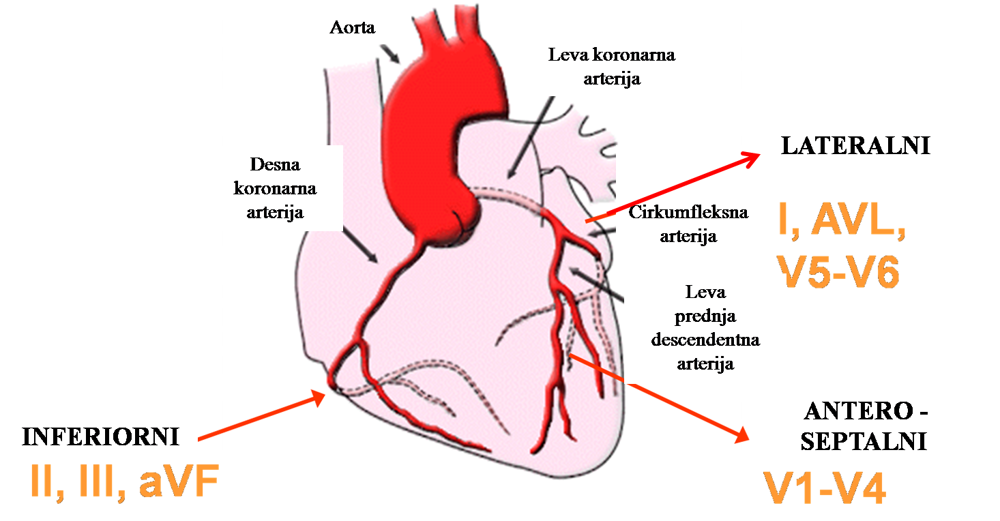 Aorta
Leva koronarna
arterija
LATERALNI
Desna
koronarna
arterija
Cirkumfleksna
arterija
I, AVL,
V5-V6
Leva
prednja
descendentna
arterija
ANTERO -
SEPTALNI
INFERIORNI
II, III, aVF
V1-V4